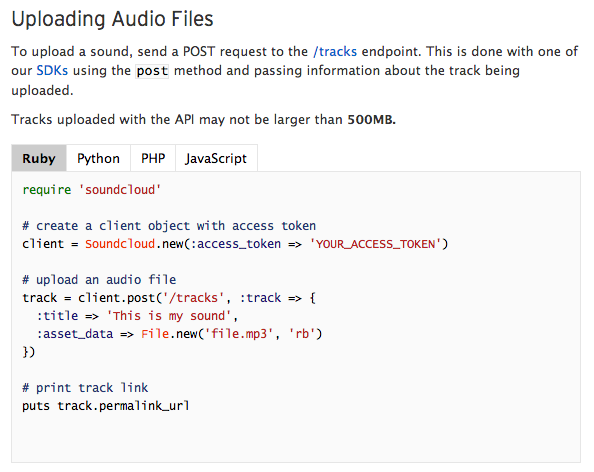 Uploading Audio Files
To upload a sound, send a POST request to the /tracks endpoint. This is done with one of
our SDKs using the post method and passing information about the track being
uploaded.
Tracks uploaded with the API may not be larger than 500MB.
Ruby Python PHP JavaScript
require 'soundcloud'
# create a client object with access token
client = Soundcloud.new(:access_token => 'YOUR_ACCESS_TOKEN')
# upload an audio file
track = client.post('/tracks', :track => {
  :title => 'This is my sound',
  :asset_data => File.new('file.mp3', 'rb')
})
# print track link
puts track.permalink_url